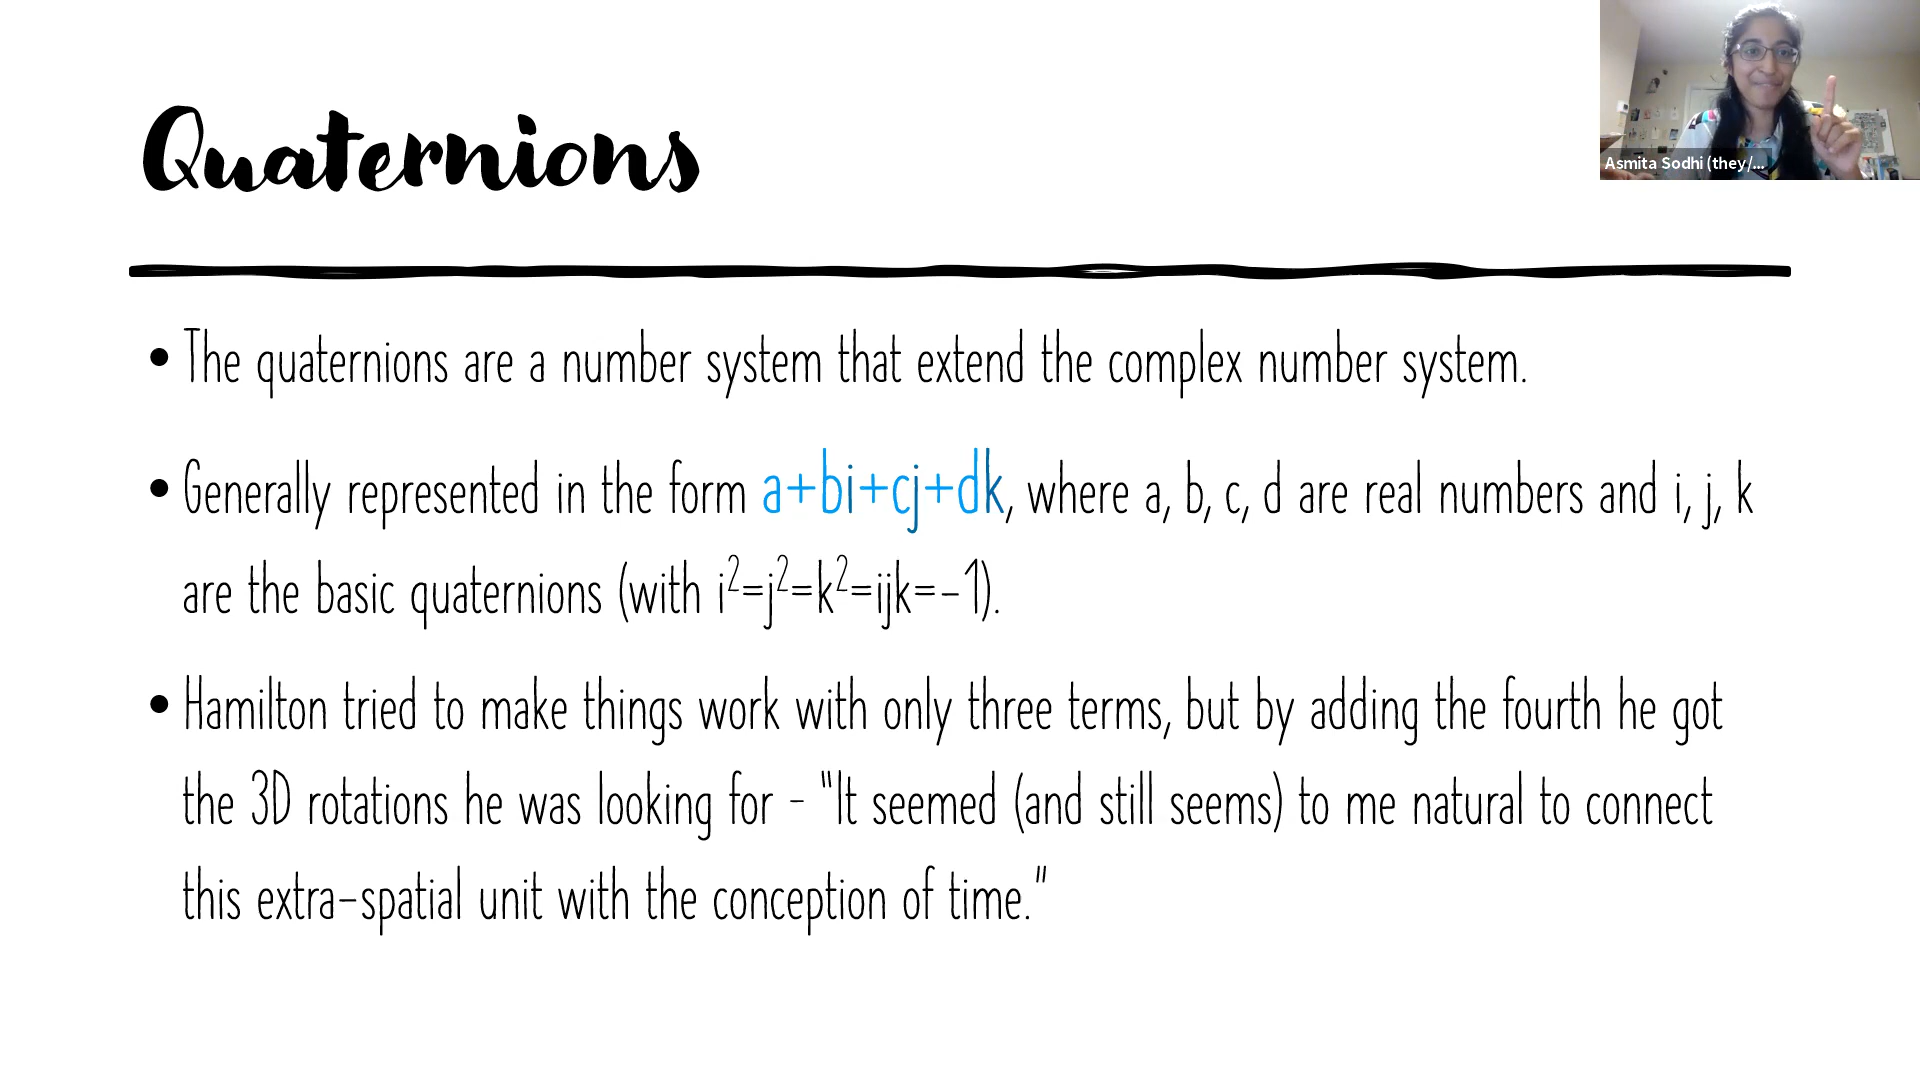 Asmita Sodhi (they/...
Quaternions
• The quaternions are a number system that extend the complex number system.
• Generally represented in the form a+bi+cj+dk, where a, b, c, d are real numbers and i, j, k
are the basic quaternions (with i²=j²=k²=ijk=-1).
• Hamilton tried to make things work with only three terms, but by adding the fourth he got
the 3D rotations he was looking for - "It seemed (and still seems) to me natural to connect
this extra-spatial unit with the conception of time."